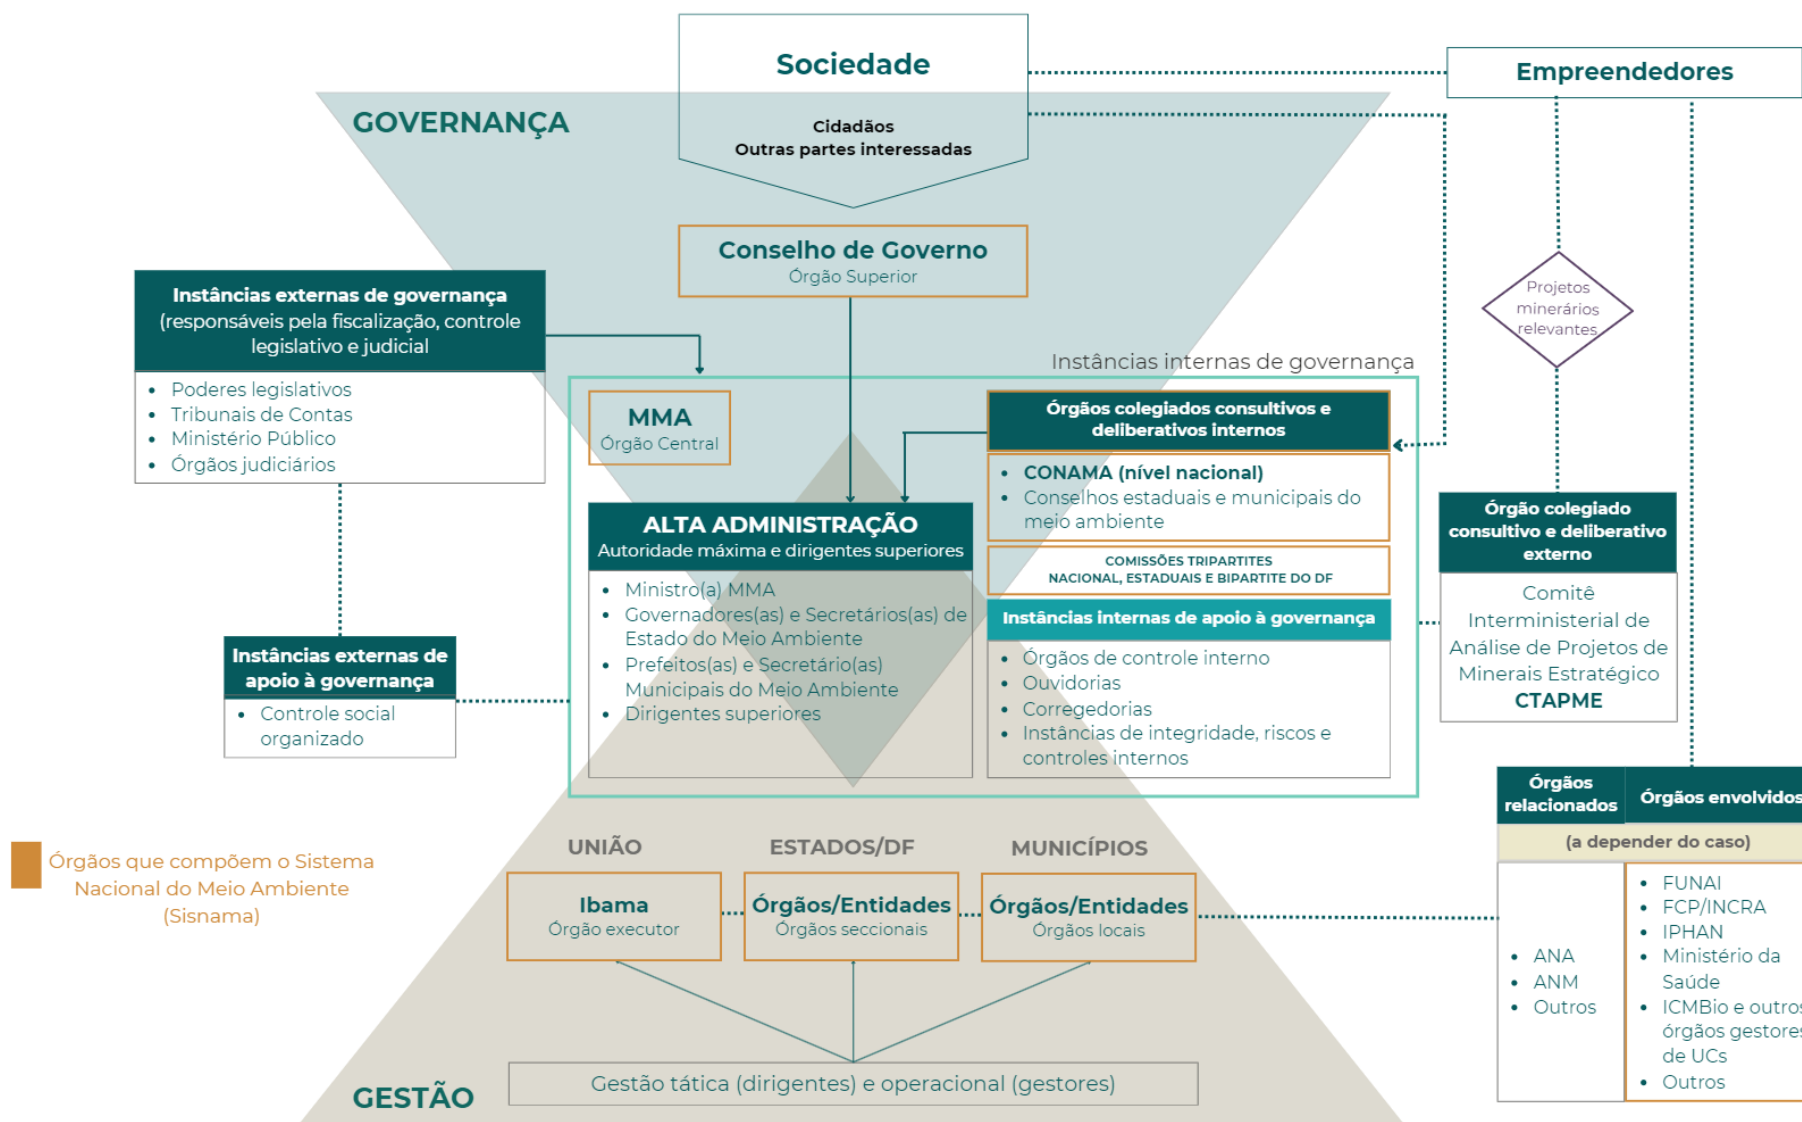 Sociedade
Cidadãos
Outras partes interessadas
Empreendedores
GOVERNANÇA
Conselho de Governo
Órgão Superior
Instâncias externas de governança
(responsáveis pela fiscalização, controle
legislativo e judicial
• Poderes legislativos
• Tribunais de Contas
• Ministério Público
• Órgãos judiciários
Projetos
minerários
relevantes
Instâncias internas de governança
MMA
Órgão Central
Órgãos colegiados consultivos e
deliberativos internos
• CONAMA (nível nacional)
• Conselhos estaduais e municipais do
meio ambiente
COMISSÕES TRIPARTITES
NACIONAL, ESTADUAIS E BIPARTITE DO DF
ALTA ADMINISTRAÇÃO
Autoridade máxima e dirigentes superiores
• Ministro(a) MMA
• Governadores(as) e Secretários(as) de
Estado do Meio Ambiente
• Prefeitos(as) e Secretário(as)
Municipais do Meio Ambiente
• Dirigentes superiores
Instâncias internas de apoio à governança
• Órgãos de controle interno
• Ouvidorias
• Corregedorias
• Instâncias de integridade, riscos e
controles internos
Órgão colegiado
consultivo e deliberativo
externo
Comitê
Interministerial de
Análise de Projetos de
Minerais Estratégico
CTAPME
Instâncias externas de
apoio à governança
• Controle social
organizado
Órgãos
relacionados
Órgãos envolvidos
(a depender do caso)
• ANA
• ANM
• Outros
• FUNAI
• FCP/INCRA
• IPHAN
• Ministério da
Saúde
• ICMBio e outros
órgãos gestores
de UCs
• Outros
Órgãos que compõem o Sistema
Nacional do Meio Ambiente
(Sisnama)
UNIÃO
ESTADOS/DF
MUNICÍPIOS
Ibama
Órgão executor
Órgãos/Entidades
Órgãos seccionais
Órgãos/Entidades
Órgãos locais
Gestão tática (dirigentes) e operacional (gestores)
GESTÃO